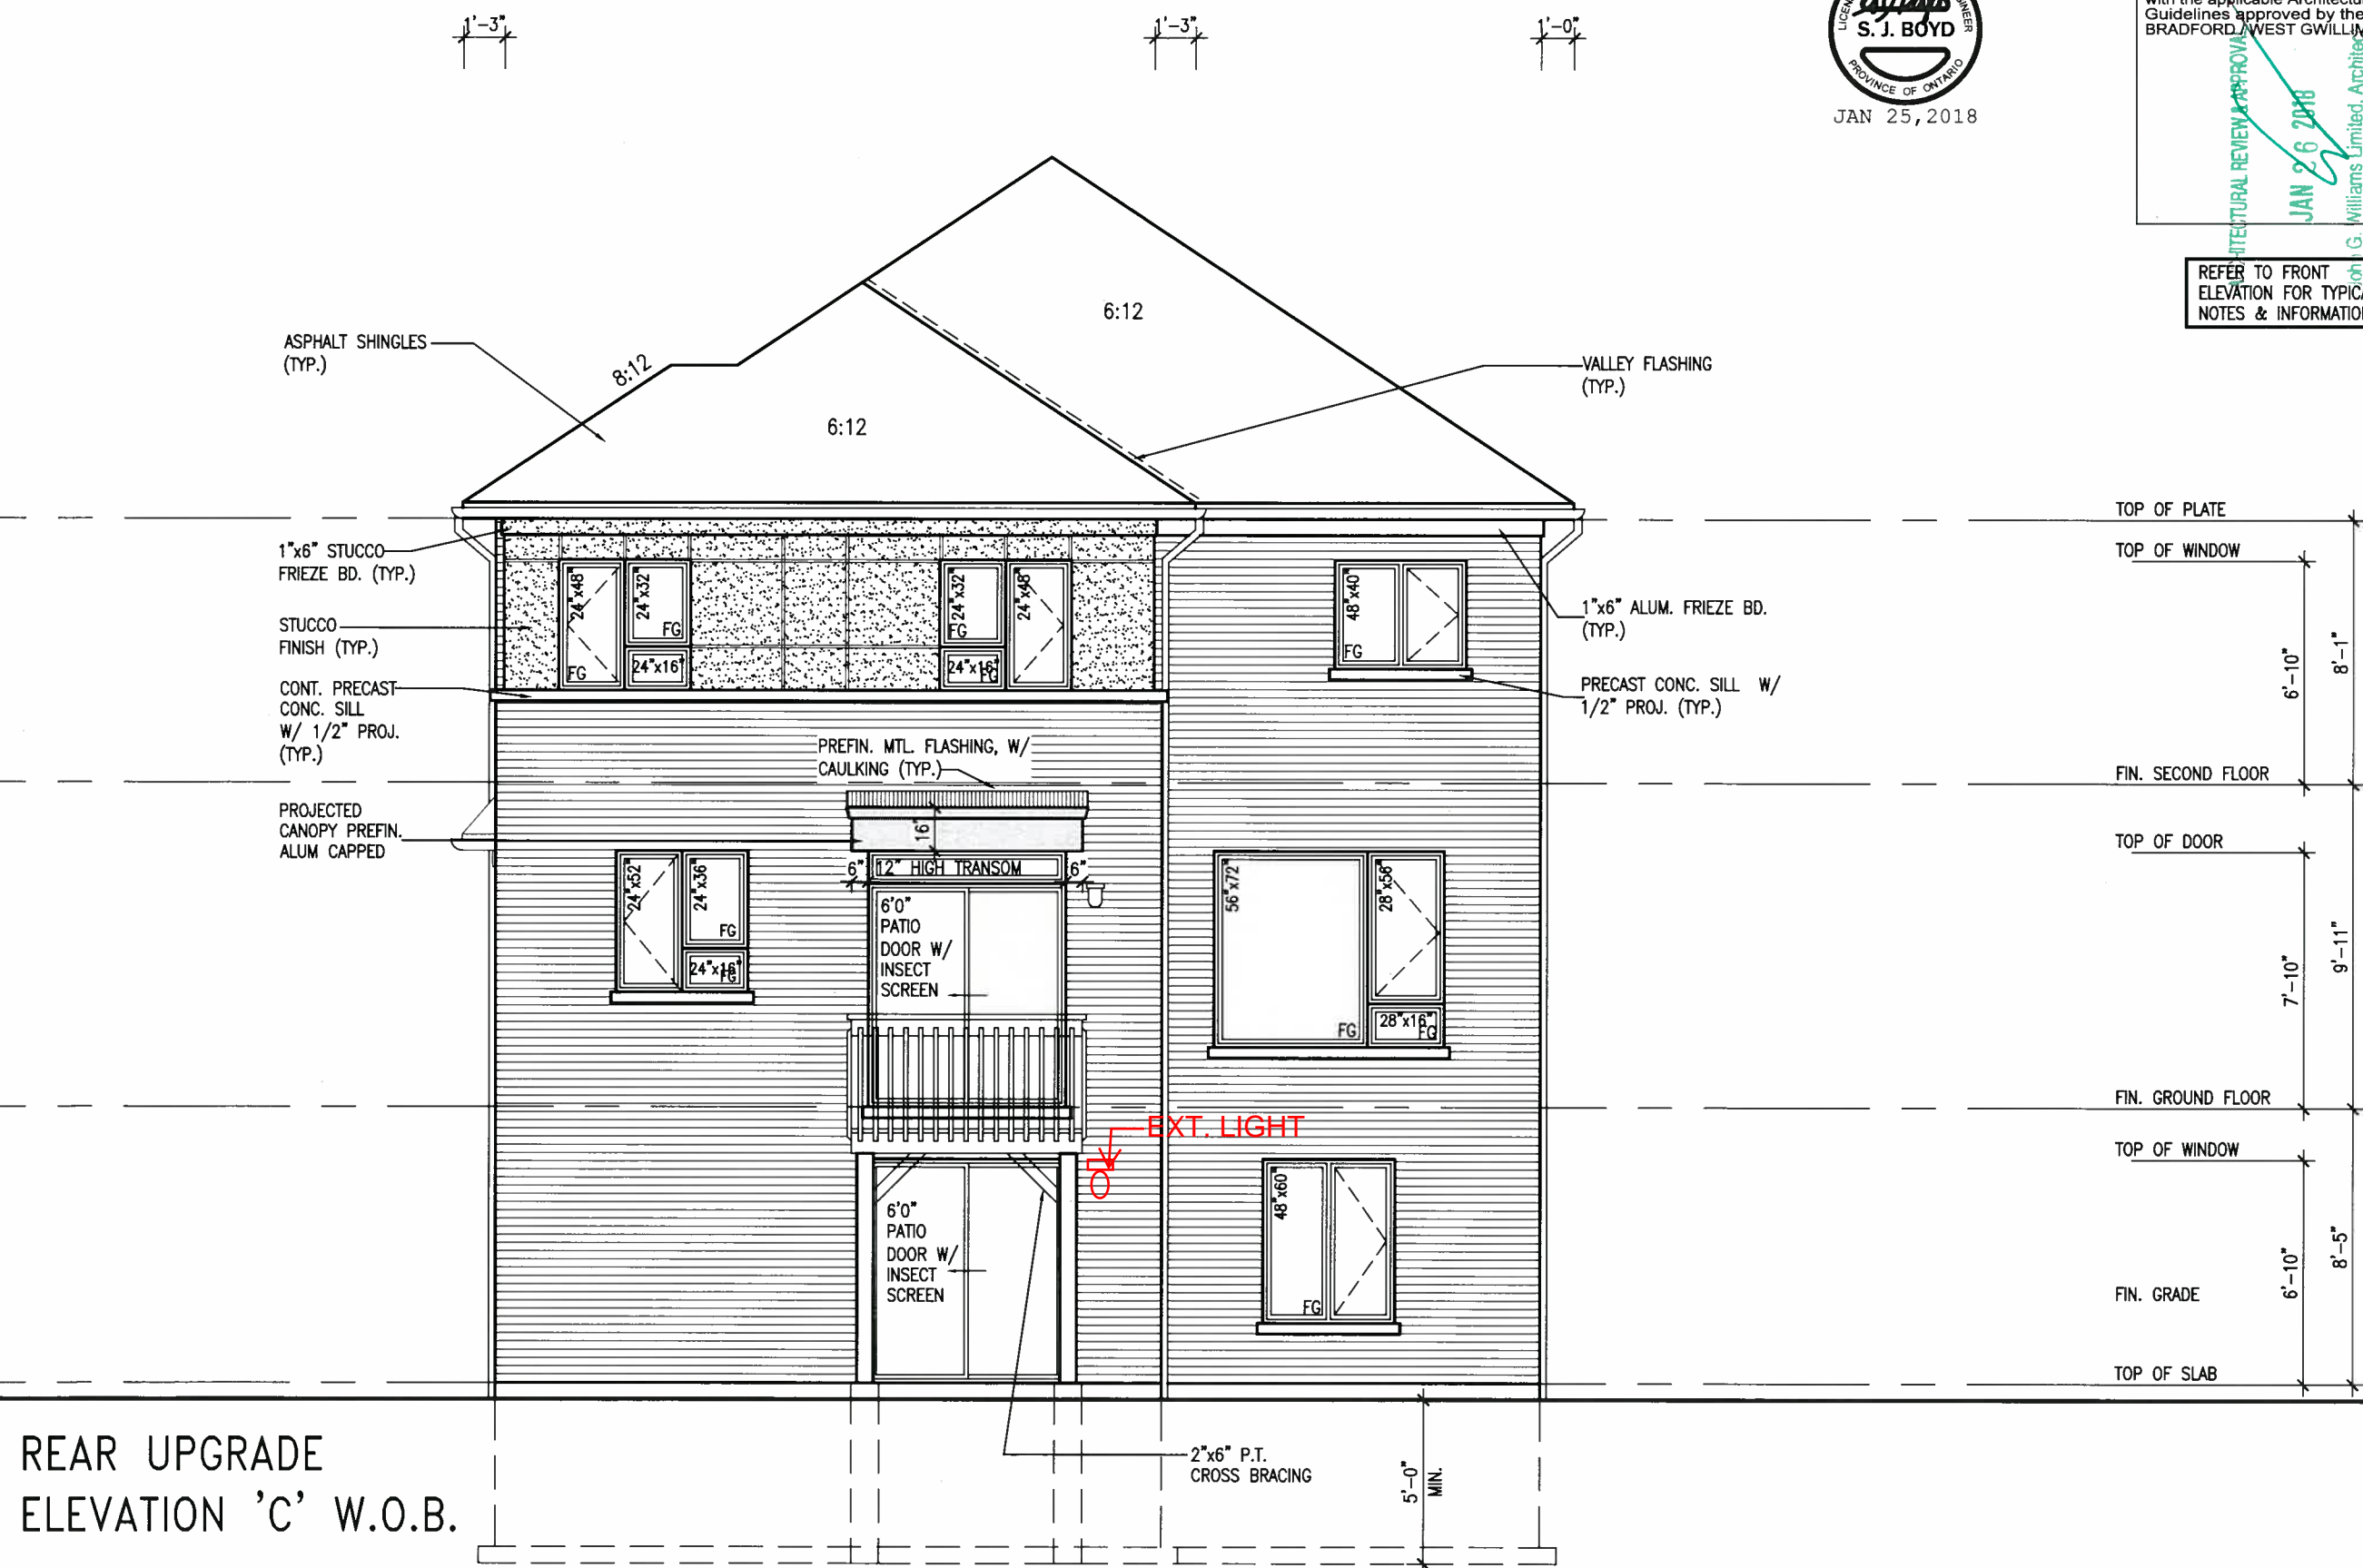 1'-3"
1'-3"
1'-0"
S. J. BOYD
PROVINCE OF ONTARIO
JAN 25,2018
Guidelines approved by the
ARCHITECTURAL REVIEW & APPROVAL
JAN 26 2018
John G. Williams Limited, Architect
REFER TO FRONT
ELEVATION FOR
NOTES &
ASPHALT SHINGLES
(TYP.)
8:12
6:12
6:12
VALLEY FLASHING
(TYP.)
1"x6" STUCCO
FRIEZE BD. (TYP.)
STUCCO
FINISH (TYP.)
CONT. PRECAST
CONC. SILL
W/ 1/2" PROJ.
(TYP.)
PROJECTED
CANOPY PREFIN.
ALUM CAPPED
24"x48"
FG
24"x32"
FG
24"x16"
24"x32"
FG
24"x16"
FG
24"x48"
48"x40"
FG
1"x6" ALUM. FRIEZE BD.
(TYP.)
PRECAST CONC. SILL W/
1/2" PROJ. (TYP.)
PREFIN. MTL. FLASHING, W/
CAULKING (TYP.)
16"
6"
12" HIGH TRANSOM
6"
24"x52"
24"x36"
FG
24"x16"
FG
6'0"
PATIO
DOOR W/
INSECT
SCREEN
56"x72"
FG
28"x56"
28"x16"
FG
EXT. LIGHT
6'0"
PATIO
DOOR W/
INSECT
SCREEN
48"x60"
FG
2"x6" P.T.
CROSS BRACING
5'-0"
MIN.
TOP OF PLATE
TOP OF WINDOW
6'-10"
8'-1"
FIN. SECOND FLOOR
TOP OF DOOR
7'-10"
9'-11"
FIN. GROUND FLOOR
TOP OF WINDOW
6'-10"
8'-5"
FIN. GRADE
TOP OF SLAB
REAR UPGRADE
ELEVATION 'C' W.O.B.